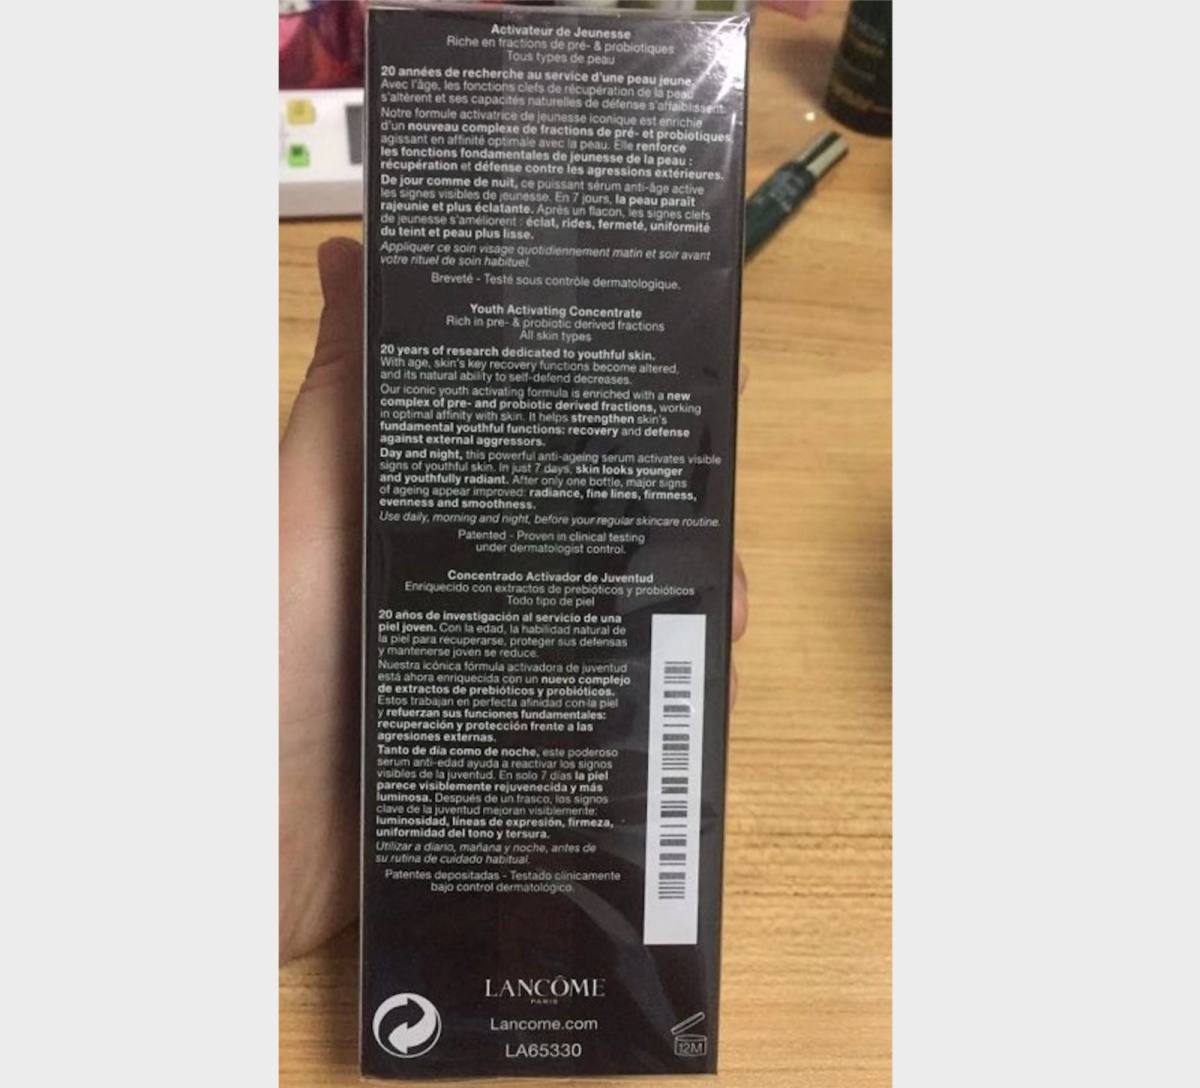 Activateur de Jeunesse
Riche en fractions de pré- & probiotiques
Tous types de peau
20 années de recherche au service d'une peau jeune.
Avec l'âge, les fonctions clefs de récupération de la peau
s'altèrent et ses capacités naturelles de défense s'affaiblissent.
Notre formule activatrice de jeunesse iconique est enrichie
d'un nouveau complexe de fractions de pré- et probiotiques
agissant en affinité optimale avec la peau. Elle renforce
les fonctions fondamentales de jeunesse de la peau :
récupération et défense contre les agressions extérieures.
De jour comme de nuit, ce puissant sérum anti-âge active
les signes visibles de jeunesse. En 7 jours, la peau paraît
rajeunie et plus éclatante. Après un flacon, les signes clefs
de jeunesse s'améliorent : éclat, rides, fermeté, uniformité
du teint et peau plus lisse.
Appliquer ce soin visage quotidiennement matin et soir avant
votre rituel de soin habituel.
Breveté - Testé sous contrôle dermatologique.
Youth Activating Concentrate
Rich in pre- & probiotic derived fractions
All skin types
20 years of research dedicated to youthful skin.
With age, skin's key recovery functions become altered,
and its natural ability to self-defend decreases.
Our iconic youth activating formula is enriched with a new
complex of pre- and probiotic derived fractions, working
in optimal affinity with skin. It helps strengthen skin's
fundamental youthful functions: recovery and defense
against external aggressors.
Day and night, this powerful anti-ageing serum activates visible
signs of youthful skin. In just 7 days, skin looks younger
and youthfully radiant. After only one bottle, major signs
of ageing appear improved: radiance, fine lines, firmness,
evenness and smoothness.
Use daily, morning and night, before your regular skincare routine.
Patented - Proven in clinical testing
under dermatologist control.
Concentrado Activador de Juventud
Enriquecido con extractos de prebióticos y probióticos
Todo tipo de piel
20 años de investigación al servicio de una
piel joven. Con la edad, la habilidad natural de
la piel para recuperarse, proteger sus defensas
y mantenerse joven se reduce.
Nuestra icónica fórmula activadora de juventud
está ahora enriquecida con un nuevo complejo
de extractos de prebióticos y probióticos.
Estos trabajan en perfecta afinidad con la piel
y refuerzan sus funciones fundamentales:
recuperación y protección frente a las
agresiones externas.
Tanto de día como de noche, este poderoso
serum anti-edad ayuda a reactivar los signos
visibles de la juventud. En solo 7 días la piel
parece visiblemente rejuvenecida y más
luminosa. Después de un frasco, los signos
clave de la juventud mejoran visiblemente:
luminosidad, líneas de expresión, firmeza,
uniformidad del tono y tersura.
Utilizar a diario, mañana y noche, antes de
su rutina de cuidado habitual.
Patentes depositadas - Testado clínicamente
bajo control dermatológico.
LANCÔME
PARIS
Lancome.com
LA65330
12M